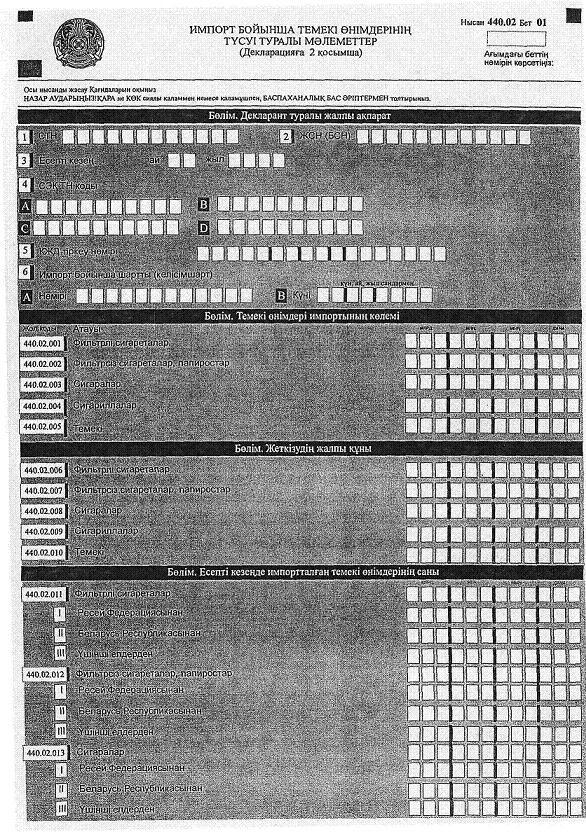 Нысан 440.02 Бет 01
ИМПОРТ БОЙЫНША ТЕМЕКІ ӨНІМДЕРІНІҢ
ТҮСУІ ТУРАЛЫ МӘЛЕМЕТТЕР
(Декларацияға 2 қосымша)
Ағымдағы беттің
нөмірін көрсетіңіз:
Осы нысанды жасау Қағидаларын оқыңыз
НАЗАР АУДАРЫҢЫЗ! ҚАРА не КӨК сиялы қаламмен немесе қаламұшпен, БАСПАХАНАЛЫҚ БАС ӘРІПТЕРМЕН толтырыңыз.
Бөлім. Декларант туралы жалпы ақпарат
1 СТН 2 ЖСН (БСН)
3 Есепті кезең: ай жыл
4 СЭҚ ТН коды
A B
C D
5 нөмірі
6 Импорт бойынша шартты (келісімшарт)
күн, ай, жыл сандармен
A Нөмірі B Күні
Бөлім. Темекі өнімдері импортының көлемі
Жол коды Атауы
440.02.001 Фильтрлі сигареталар
440.02.002 Фильтрсіз сигареталар, папиростар
440.02.003 Сигаралар
440.02.004 Сигариллалар
440.02.005 Темекі
Бөлім. Жеткізудің жалпы құны
440.02.006 Фильтрлі сигареталар
440.02.007 Фильтрсіз сигареталар, папиростар
440.02.008 Сигаралар
440.02.009 Сигариллалар
440.02.010 Темекі
Бөлім. Есепті кезеңде импортталған темекі өнімдерінің саны
440.02.011 Фильтрлі сигареталар
I Ресей Федерациясынан
II Беларусь Республикасынан
III Үшінші елдерден
440.02.012 Фильтрсіз сигареталар, папиростар
I Ресей Федерациясынан
II Беларусь Республикасынан
III Үшінші елдерден
440.02.013 Сигаралар
I Ресей Федерациясынан
II Беларусь Республикасынан
III Үшінші елдерден